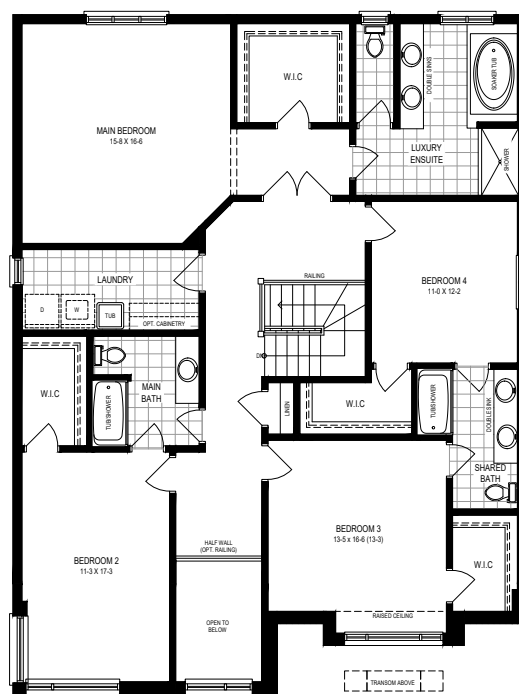 W.I.C
DOUBLE SINKS
SOAKER TUB
MAIN BEDROOM
15-8 X 16-6
LUXURY
ENSUITE
SHOWER
LAUNDRY
RAILING
BEDROOM 4
11-0 X 12-2
D
W
TUB
OPT. CABINETRY
W.I.C
MAIN
BATH
TUB/SHOWER
LINEN
W.I.C
TUB/SHOWER
DOUBLE SINK
SHARED
BATH
BEDROOM 3
13-5 x 16-6 (13-3)
HALF WALL
(OPT. RAILING)
BEDROOM 2
11-3 X 17-3
W.I.C
OPEN TO
BELOW
RAISED CEILING
TRANSOM ABOVE